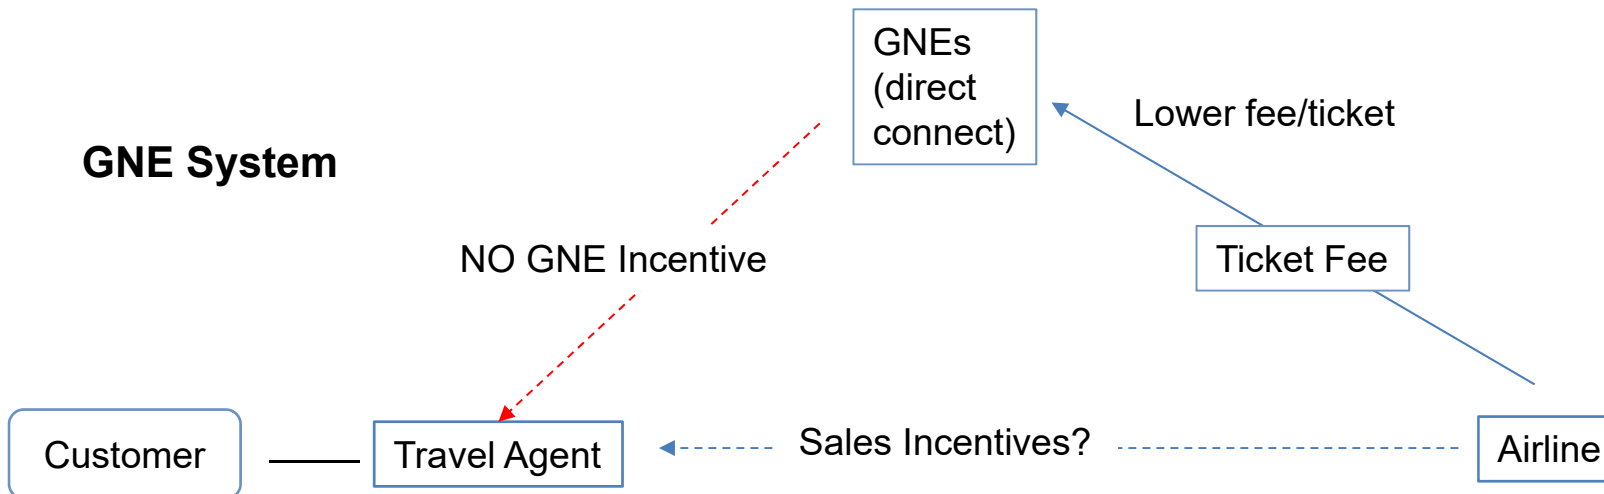 GNEs
(direct
connect)
Lower fee/ticket
GNE System
NO GNE Incentive
Ticket Fee
Customer
Travel Agent
Sales Incentives?
Airline